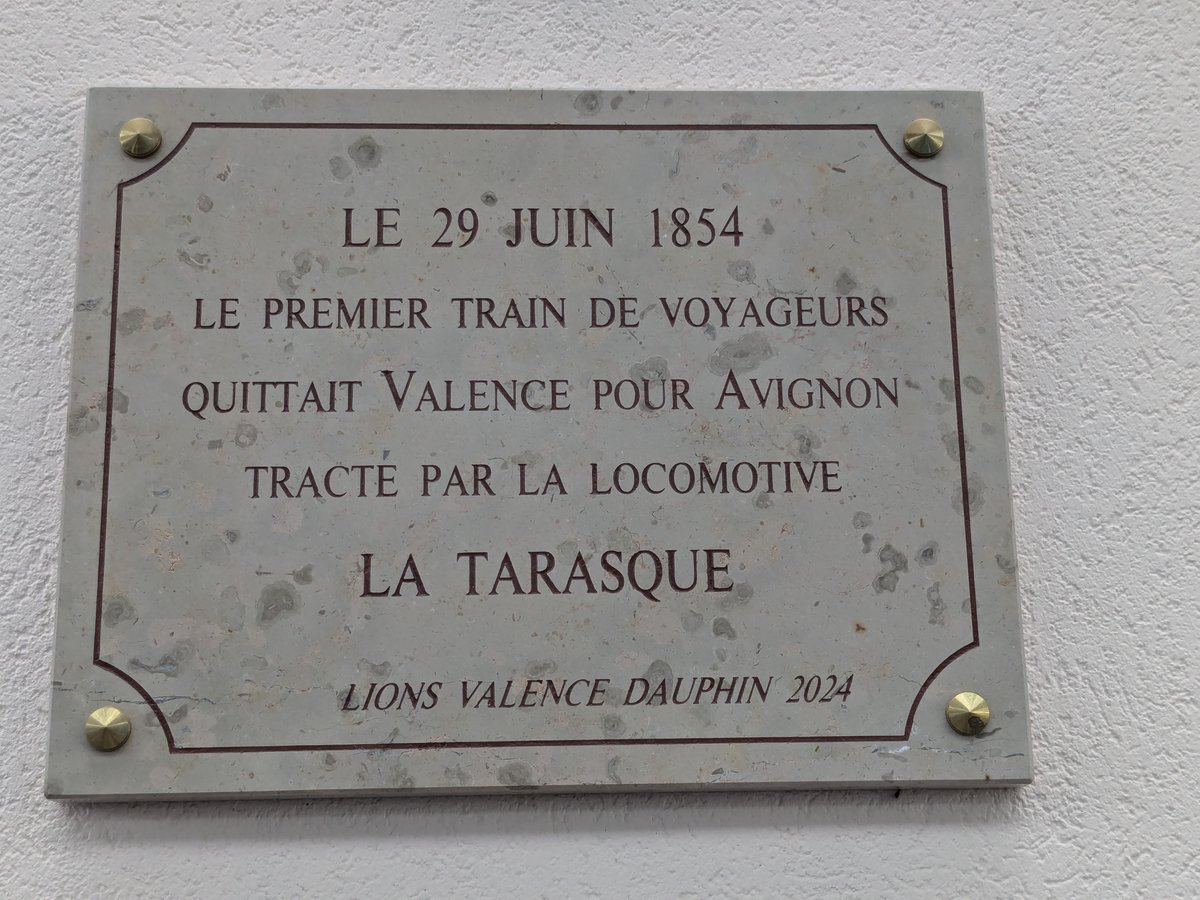 LE 29 JUIN 1854
LE PREMIER TRAIN DE VOYAGEURS
QUITTAIT VALENCE POUR AVIGNON
TRACTÉ PAR LA LOCOMOTIVE
LA TARASQUE
LIONS VALENCE DAUPHIN 2024